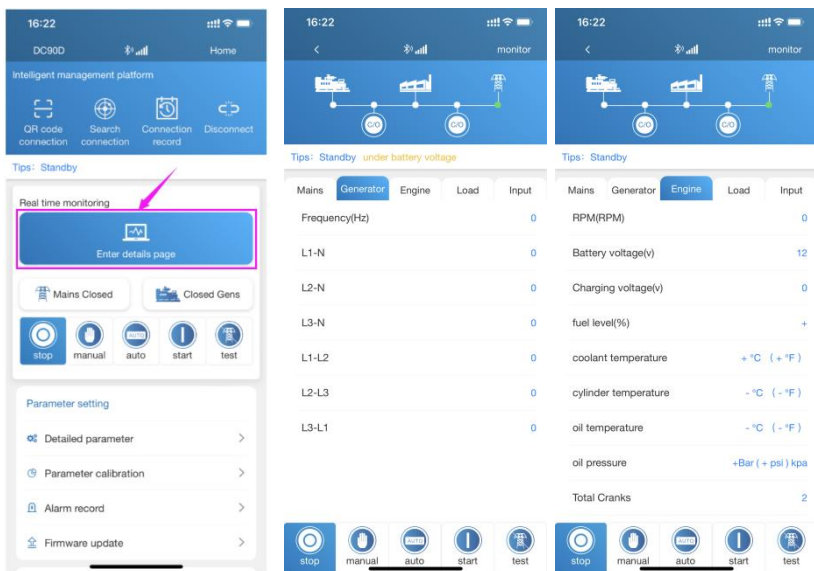 16:22
DC90D
Home
Intelligent management platform
QR code connection
Search connection
Connection record
Disconnect
Tips: Standby
Real time monitoring
Enter details page
Mains Closed
Closed Gens
stop
manual
AUTO
auto
start
test
Parameter setting
Detailed parameter
Parameter calibration
Alarm record
Firmware update
16:22
monitor
C/O
C/O
Tips: Standby under battery voltage
Mains Generator Engine Load Input
Frequency(Hz) 0
L1-N 0
L2-N 0
L3-N 0
L1-L2 0
L2-L3 0
L3-L1 0
stop
manual
AUTO
auto
start
test
16:22
monitor
C/O
C/O
Tips: Standby
Mains Generator Engine Load Input
RPM(RPM) 0
Battery voltage(v) 12
Charging voltage(v) 0
fuel level(%) +
coolant temperature + °C ( + °F )
cylinder temperature - °C ( - °F )
oil temperature - °C ( - °F )
oil pressure +Bar ( + psi ) kpa
Total Cranks 2
stop
manual
AUTO
auto
start
test